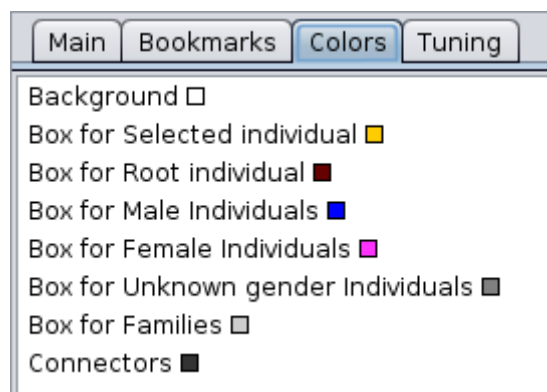 Main Bookmarks Colors Tuning
Background
Box for Selected individual
Box for Root individual
Box for Male Individuals
Box for Female Individuals
Box for Unknown gender Individuals
Box for Families
Connectors